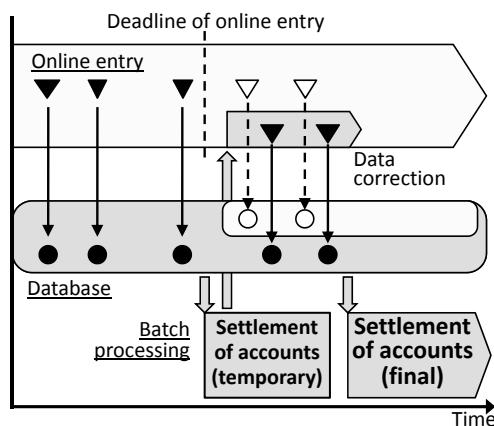 Deadline of online entry
Online entry
Data
correction
Database
Batch
processing
Settlement
of accounts
(temporary)
Settlement
of accounts
(final)
Time